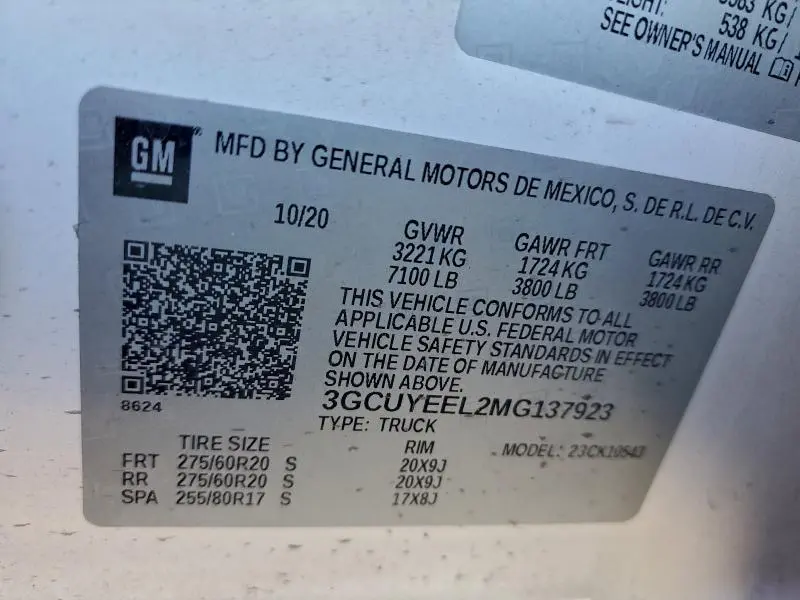 3583 KG/
538 KG/
SEE OWNER'S MANUAL
GM
MFD BY GENERAL MOTORS DE MEXICO, S. DE R.L. DE C.V.
10/20
GVWR GAWR FRT GAWR RR
3221 KG 1724 KG 1724 KG
7100 LB 3800 LB 3800 LB
THIS VEHICLE CONFORMS TO ALL
APPLICABLE U.S. FEDERAL MOTOR
VEHICLE SAFETY STANDARDS IN EFFECT
ON THE DATE OF MANUFACTURE
SHOWN ABOVE.
8624
3GCUYEEL2MG137923
TYPE: TRUCK
TIRE SIZE RIM MODEL: 23CK10543
FRT 275/60R20 S 20X9J
RR 275/60R20 S 20X9J
SPA 255/80R17 S 17X8J